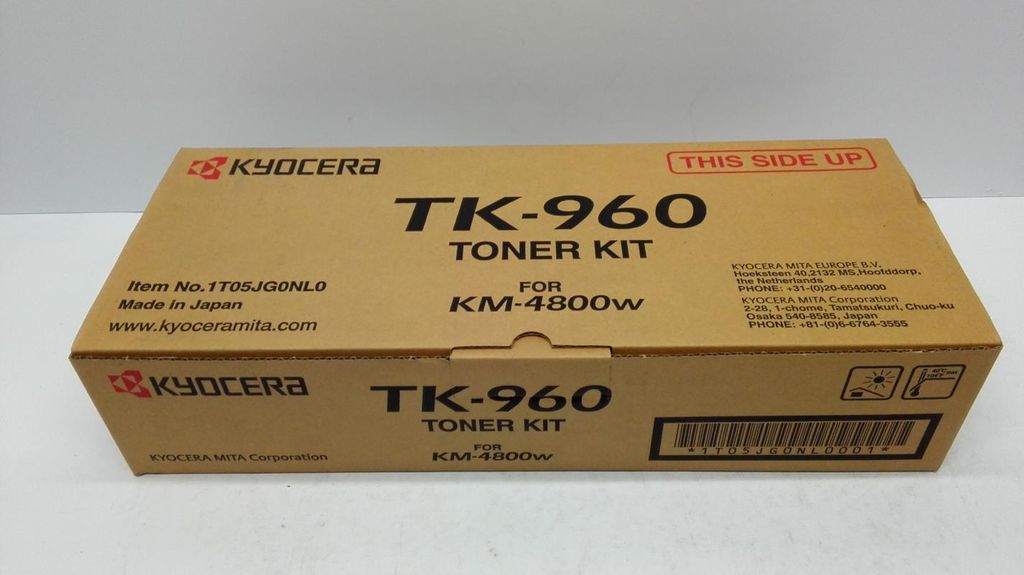 KYOCERA
THIS SIDE UP
TK-960
TONER KIT
FOR
KM-4800w
Item No.1T05JG0NL0
Made in Japan
www.kyoceramita.com
KYOCERA MITA EUROPE B.V.
Hoeksteen 40,2132 MS,Hoofddorp,
the Netherlands
PHONE: +31-(0)20-6540000
KYOCERA MITA Corporation
2-28, 1-chome, Tamatsukuri, Chuo-ku
Osaka 540-8585, Japan
PHONE: +81-(0)6-6764-3555
KYOCERA
TK-960
TONER KIT
FOR
KM-4800w
KYOCERA MITA Corporation
40°C
104°F max
*1T05JG0NL0001*